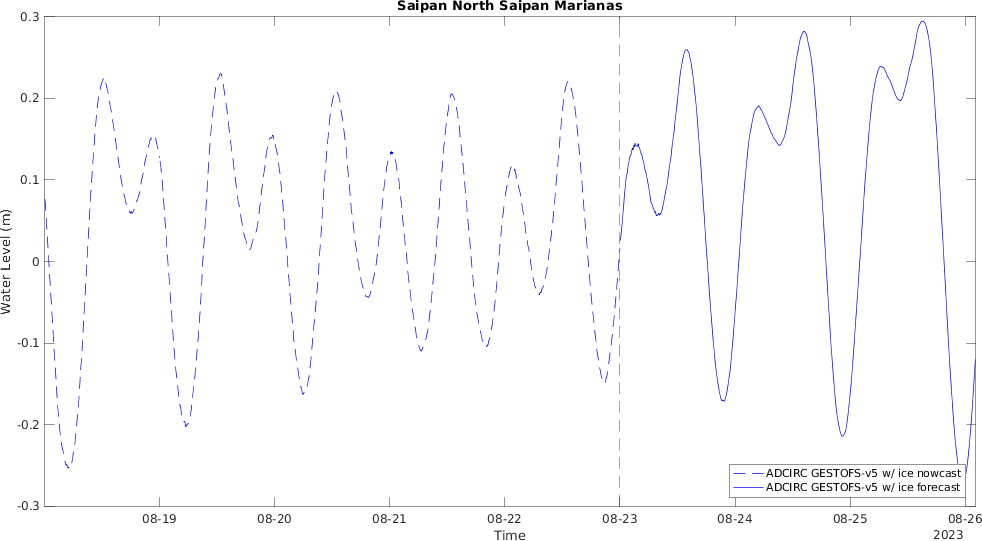 Saipan North Saipan Marianas
0.3
0.2
0.1
0
-0.1
-0.2
-0.3
Water Level (m)
ADCIRC GESTOFS-v5 w/ ice nowcast
ADCIRC GESTOFS-v5 w/ ice forecast
08-19 08-20 08-21 08-22 08-23 08-24 08-25 08-26
Time
2023